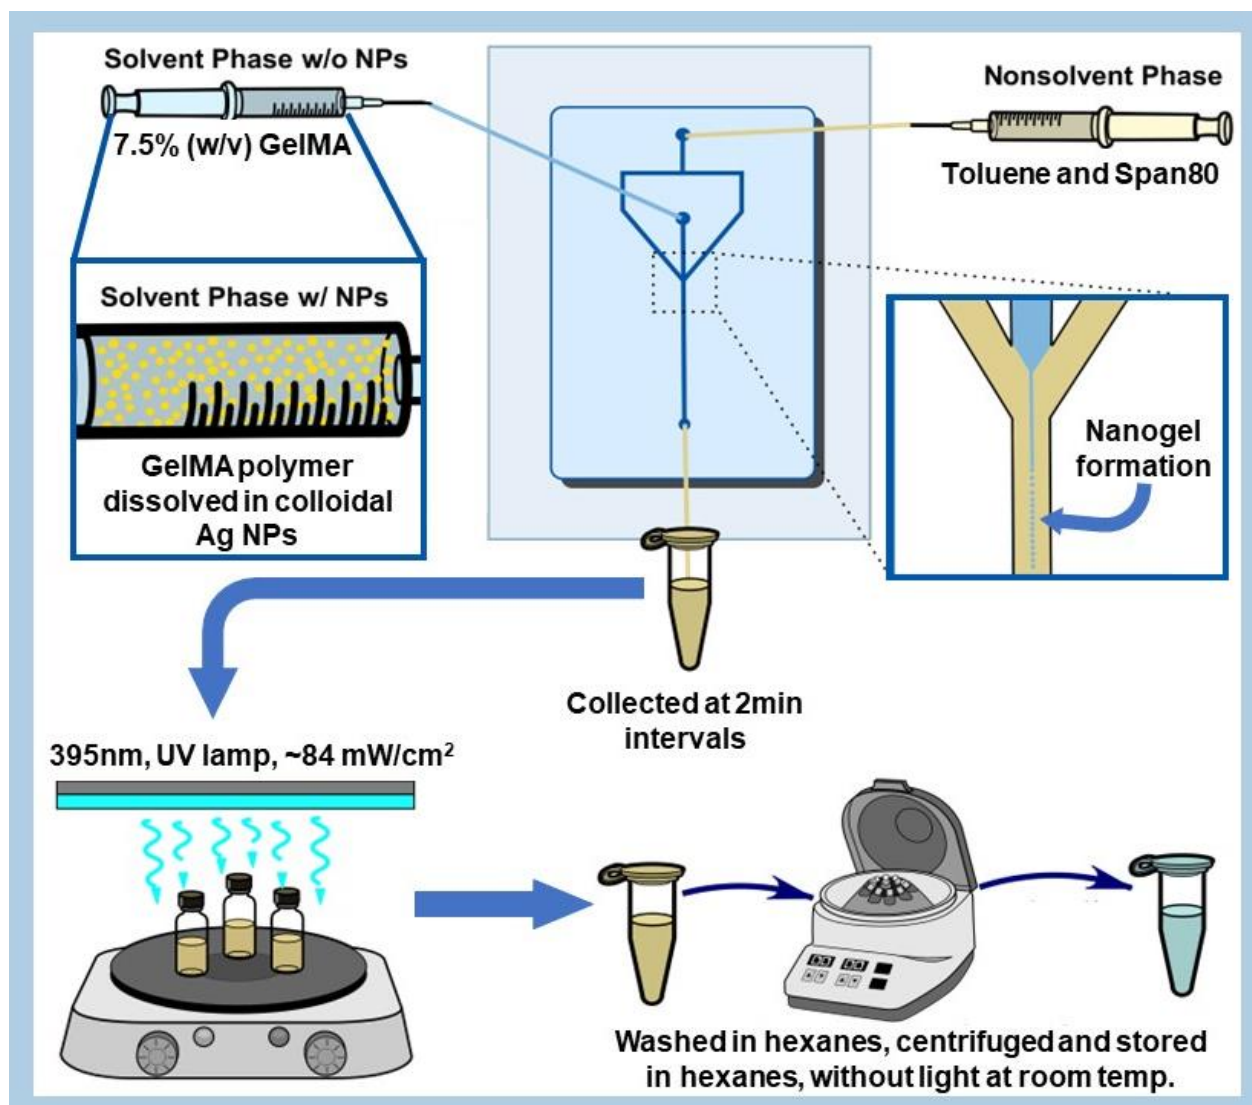 Solvent Phase w/o NPs
7.5% (w/v) GelMA
Nonsolvent Phase
Toluene and Span80
Solvent Phase w/ NPs
GelMA polymer
dissolved in colloidal
Ag NPs
Nanogel
formation
Collected at 2min
intervals
395nm, UV lamp, ~84 mW/cm²
Washed in hexanes, centrifuged and stored
in hexanes, without light at room temp.